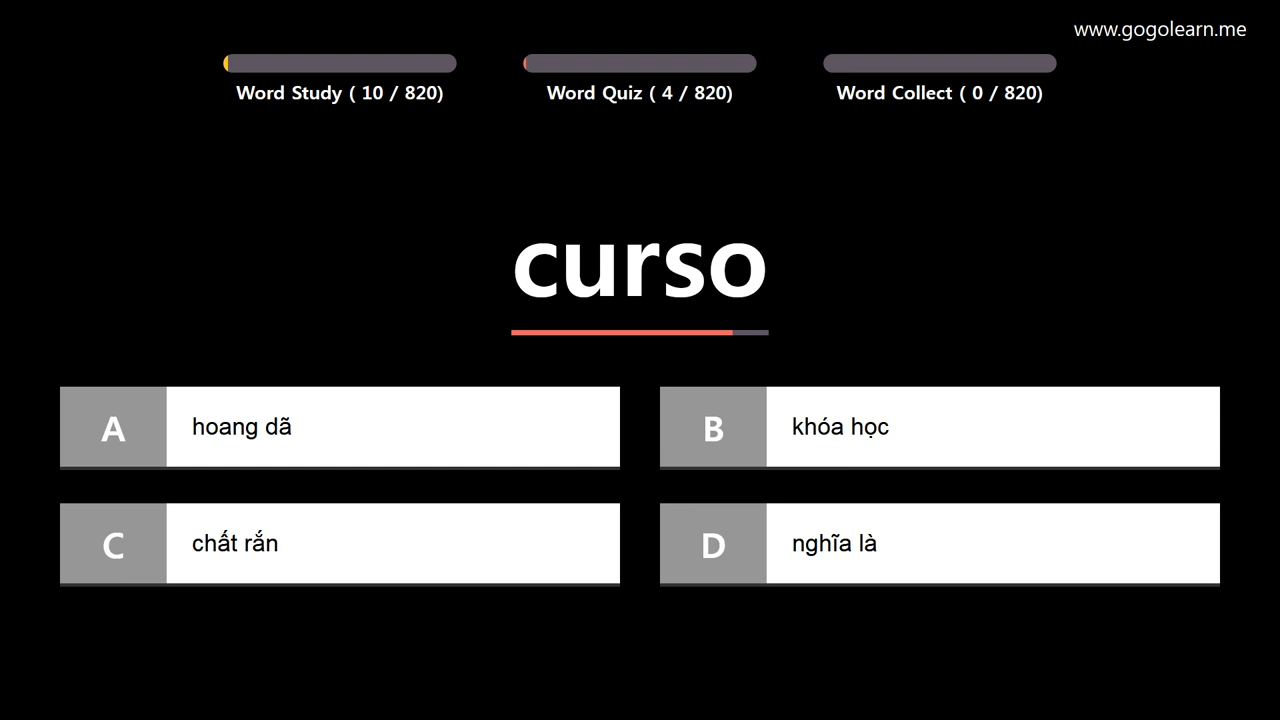 www.gogolearn.me
Word Study ( 10 / 820)
Word Quiz ( 4 / 820)
Word Collect ( 0 / 820)
curso
A hoang dã
B khóa học
C chất rắn
D nghĩa là